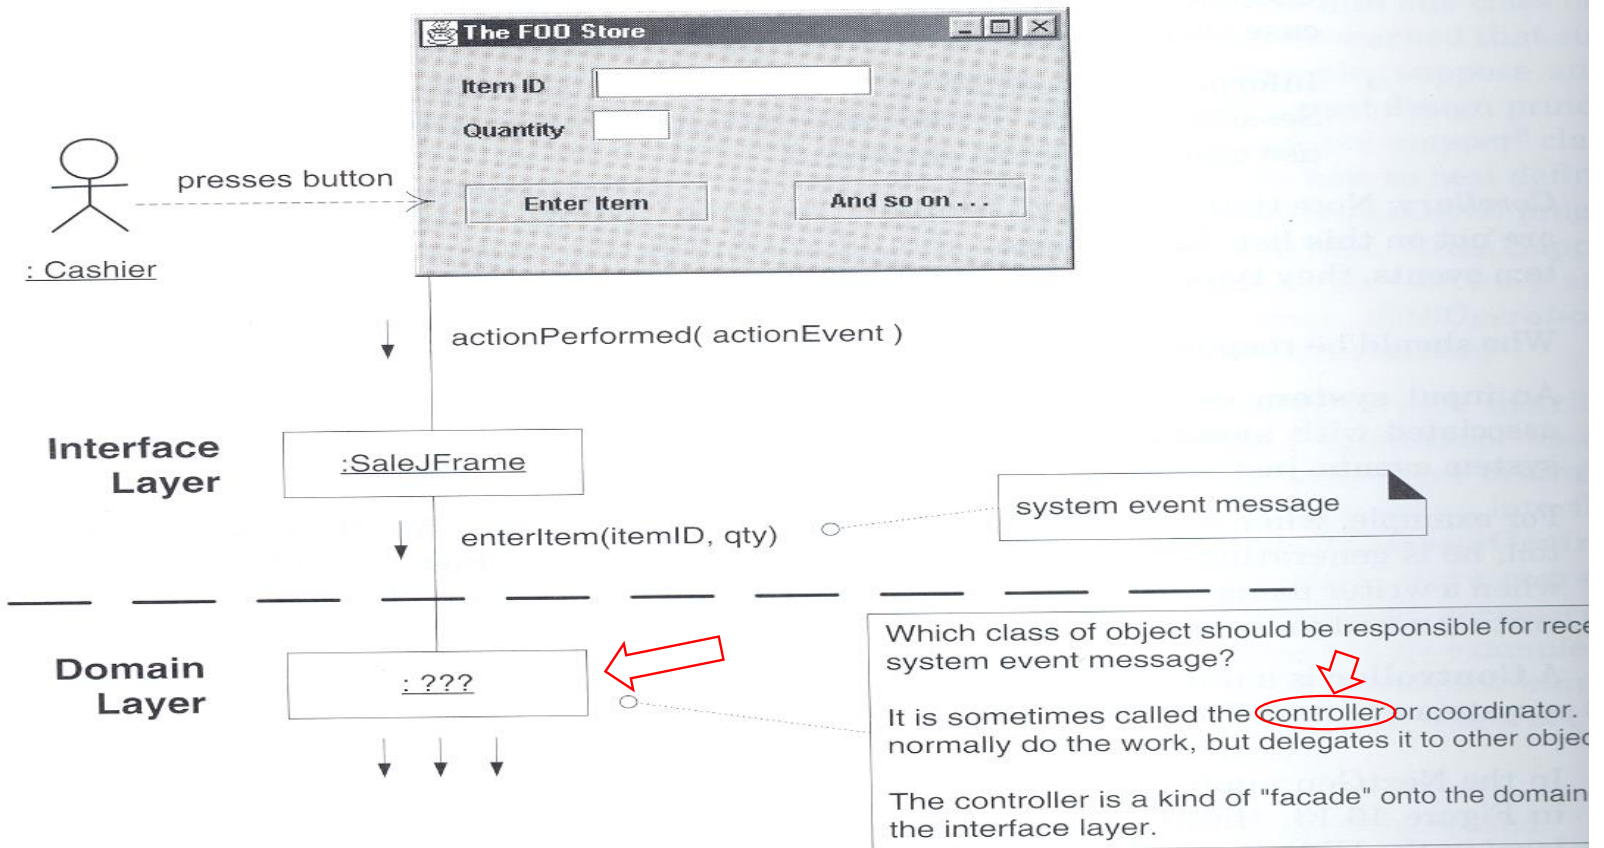 The FOO Store
Item ID
Quantity
presses button
Enter Item
And so on . . .
: Cashier
actionPerformed( actionEvent )
Interface
Layer
:SaleJFrame
system event message
enterItem(itemID, qty)
Domain
Layer
: ???
Which class of object should be responsible for rece
system event message?
It is sometimes called the controller or coordinator.
normally do the work, but delegates it to other objec
The controller is a kind of "facade" onto the domain
the interface layer.